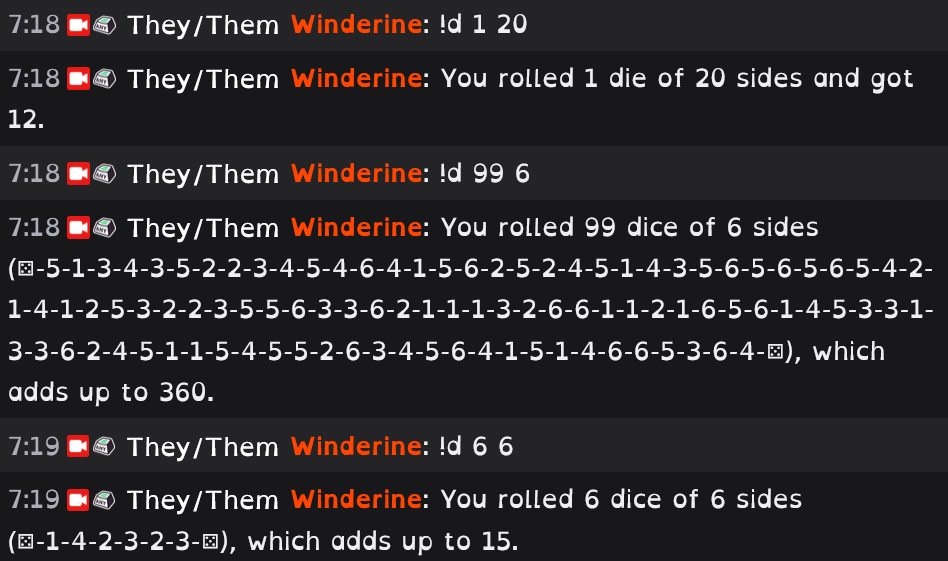 7:18 They/Them Winderine: !d 1 20
7:18 They/Them Winderine: You rolled 1 die of 20 sides and got
12.
7:18 They/Them Winderine: !d 99 6
7:18 They/Them Winderine: You rolled 99 dice of 6 sides
(⚄-5-1-3-4-3-5-2-2-3-4-5-4-6-4-1-5-6-2-5-2-4-5-1-4-3-5-6-5-6-5-6-5-4-2-
1-4-1-2-5-3-2-2-3-5-5-6-3-3-6-2-1-1-1-3-2-6-6-1-1-2-1-6-5-6-1-4-5-3-3-1-
3-3-6-2-4-5-1-1-5-4-5-5-2-6-3-4-5-6-4-1-5-1-4-6-6-5-3-6-4-⚄), which
adds up to 360.
7:19 They/Them Winderine: !d 6 6
7:19 They/Them Winderine: You rolled 6 dice of 6 sides
(⚄-1-4-2-3-2-3-⚄), which adds up to 15.